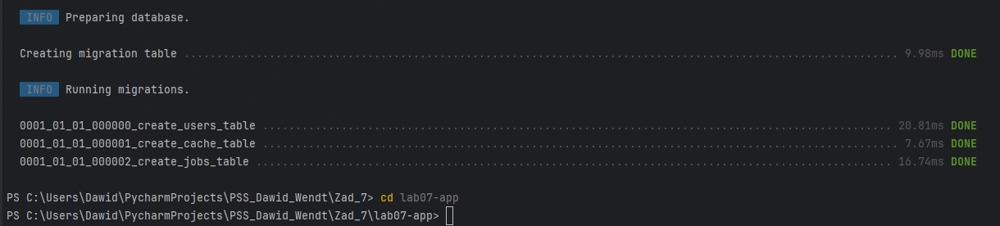 INFO Preparing database.
Creating migration table ............................................................................................................. 9.98ms DONE
INFO Running migrations.
0001_01_01_000000_create_users_table ................................................................................................ 20.81ms DONE
0001_01_01_000001_create_cache_table ................................................................................................. 7.67ms DONE
0001_01_01_000002_create_jobs_table ................................................................................................. 16.74ms DONE
PS C:\Users\Dawid\PycharmProjects\PSS_Dawid_Wendt\Zad_7> cd lab07-app
PS C:\Users\Dawid\PycharmProjects\PSS_Dawid_Wendt\Zad_7\lab07-app>